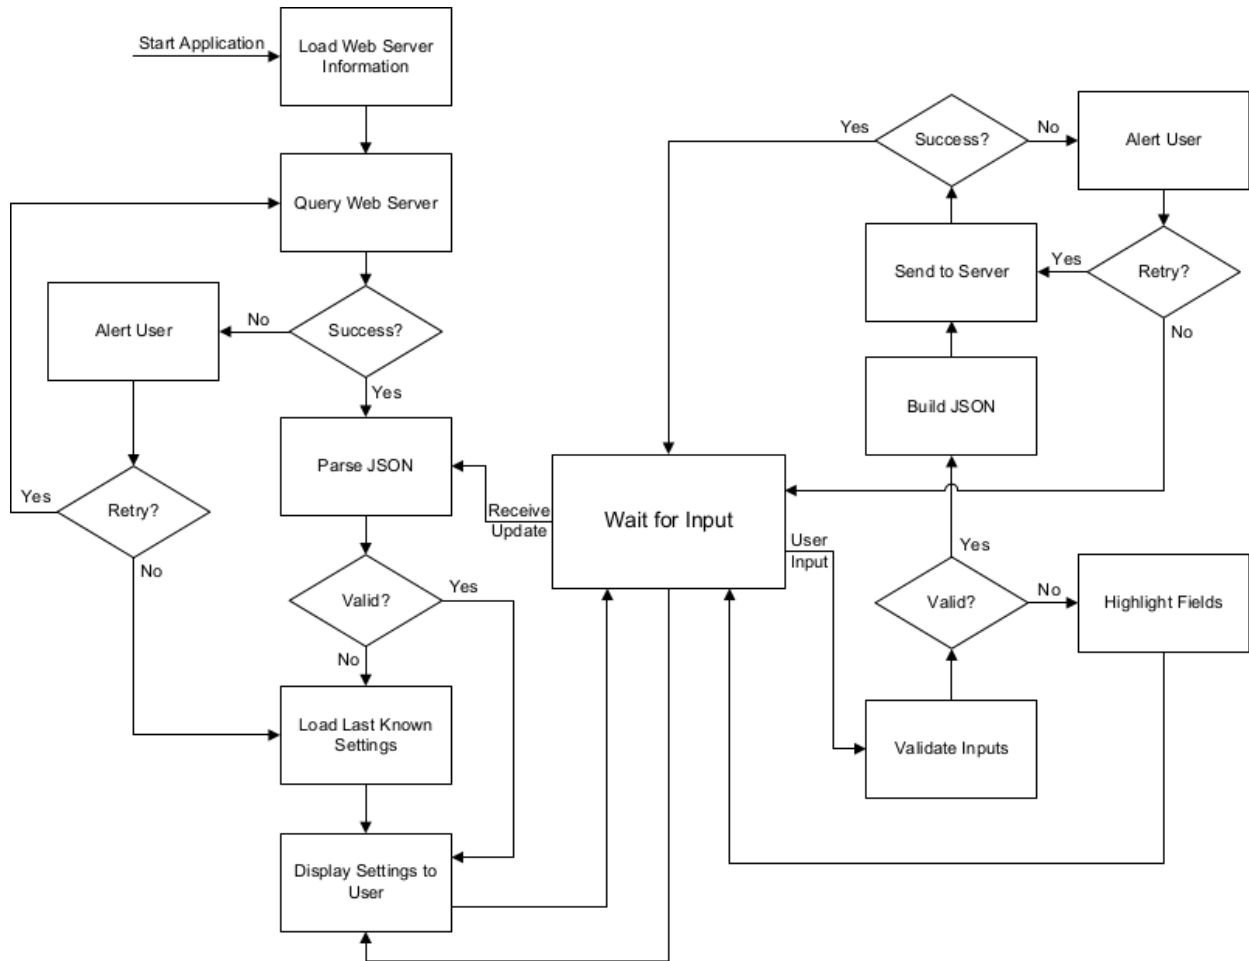 Start Application
Load Web Server
Information
Query Web Server
No
Alert User
Success?
Yes
Parse JSON
Yes
Retry?
No
Valid?
Yes
No
Load Last Known
Settings
Display Settings to
User
Receive
Update
Wait for Input
User
Input
Yes
Success?
No
Alert User
Send to Server
Yes
Retry?
No
Build JSON
Yes
Valid?
No
Highlight Fields
Validate Inputs